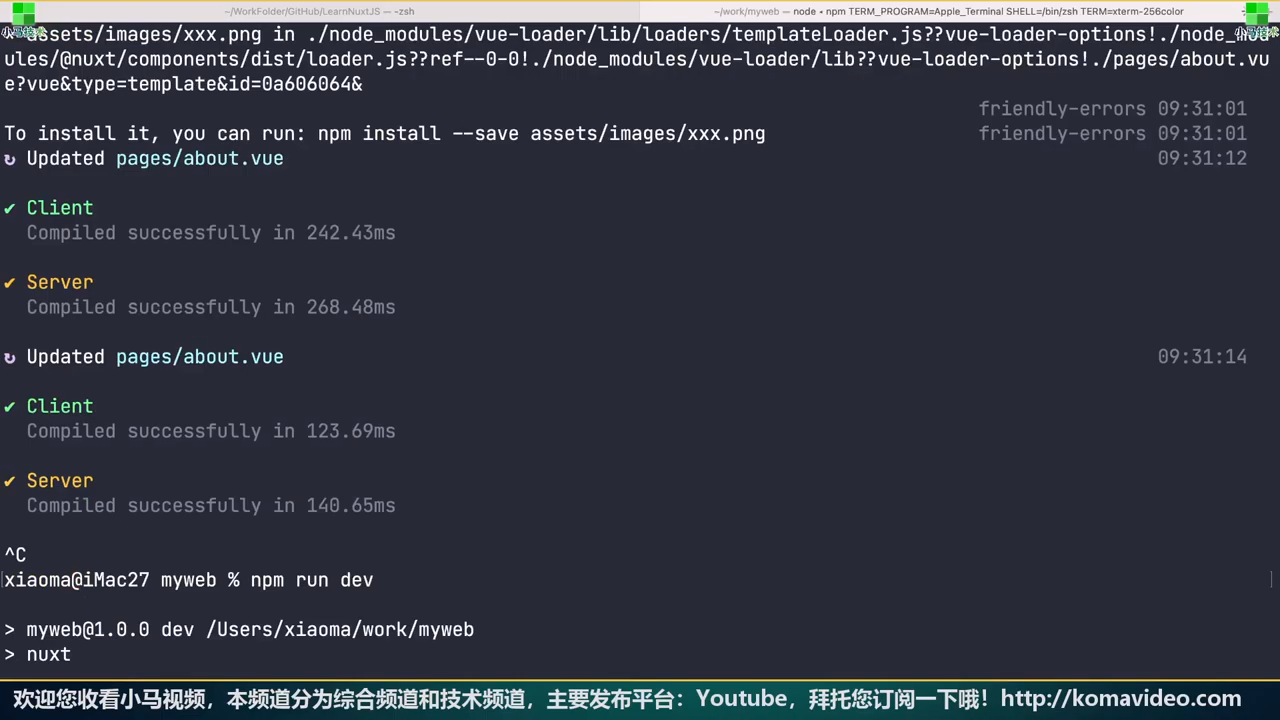 ~/WorkFolder/GitHub/LearnNuxtJS — -zsh
~/work/myweb — node ◂ npm TERM_PROGRAM=Apple_Terminal SHELL=/bin/zsh TERM=xterm-256color
小马技术
小马技术
assets/images/xxx.png in ./node_modules/vue-loader/lib/loaders/templateLoader.js??vue-loader-options!./node_mod
ules/@nuxt/components/dist/loader.js??ref--0-0!./node_modules/vue-loader/lib??vue-loader-options!./pages/about.vu
e?vue&type=template&id=0a606064&
friendly-errors 09:31:01
To install it, you can run: npm install --save assets/images/xxx.png friendly-errors 09:31:01
↻ Updated pages/about.vue 09:31:12
✔ Client
Compiled successfully in 242.43ms
✔ Server
Compiled successfully in 268.48ms
↻ Updated pages/about.vue 09:31:14
✔ Client
Compiled successfully in 123.69ms
✔ Server
Compiled successfully in 140.65ms
^C
xiaoma@iMac27 myweb % npm run dev
> myweb@1.0.0 dev /Users/xiaoma/work/myweb
> nuxt
欢迎您收看小马视频，本频道分为综合频道和技术频道，主要发布平台：Youtube，拜托您订阅一下哦！http://komavideo.com